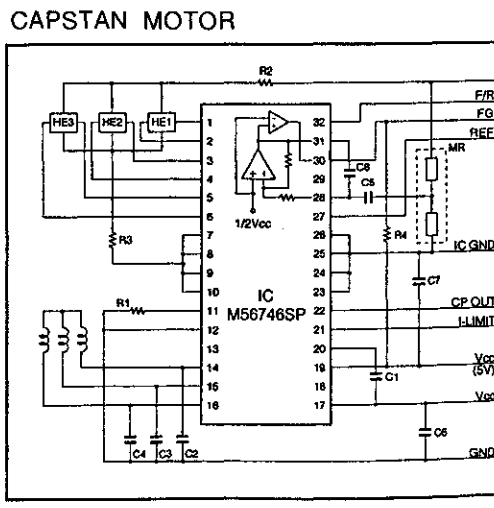 CAPSTAN MOTOR
R2
F/R
HE3 HE2 HE1
1 32
FG
2 31
REF
3 30
MR
C8
4 29
C5
5 28
6 1/2Vcc 27
R3
7 26
R4
8 25
IC GND
9 24
C7
10 IC 23
R1
11 M56746SP 22
CP OUT
12 21
I-LIMIT
13 20
14 19
Vcc
(5V)
C1
15 18
16 17
Vcc
C4 C3 C2
C6
GND